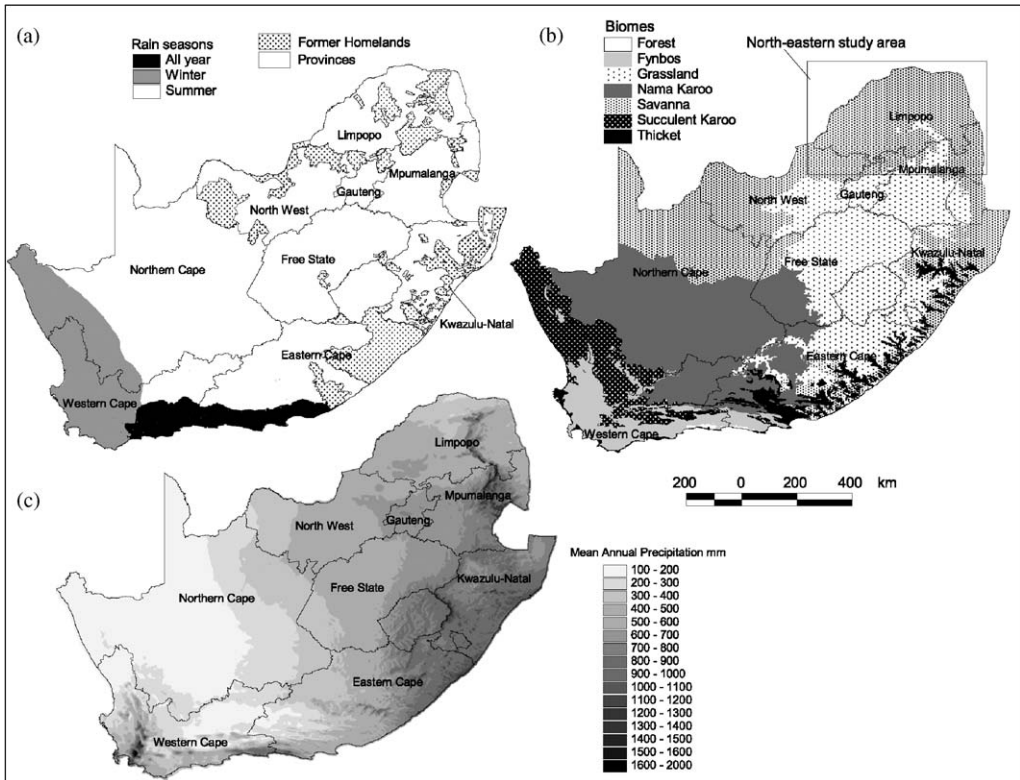 (a)
Rain seasons
All year
Winter
Summer
Former Homelands
Provinces
Limpopo
Mpumalanga
Gauteng
North West
Free State
Northern Cape
Kwazulu-Natal
Eastern Cape
Western Cape
(b)
Biomes
Forest
Fynbos
Grassland
Nama Karoo
Savanna
Succulent Karoo
Thicket
North-eastern study area
Limpopo
Mpumalanga
North West
Gauteng
Free State
Kwazulu-Natal
Northern Cape
Eastern Cape
Western Cape
200 0 200 400 km
(c)
Limpopo
Mpumalanga
Gauteng
North West
Kwazulu-Natal
Free State
Northern Cape
Eastern Cape
Western Cape
Mean Annual Precipitation mm
100 - 200
200 - 300
300 - 400
400 - 500
500 - 600
600 - 700
700 - 800
800 - 900
900 - 1000
1000 - 1100
1100 - 1200
1200 - 1300
1300 - 1400
1400 - 1500
1500 - 1600
1600 - 2000